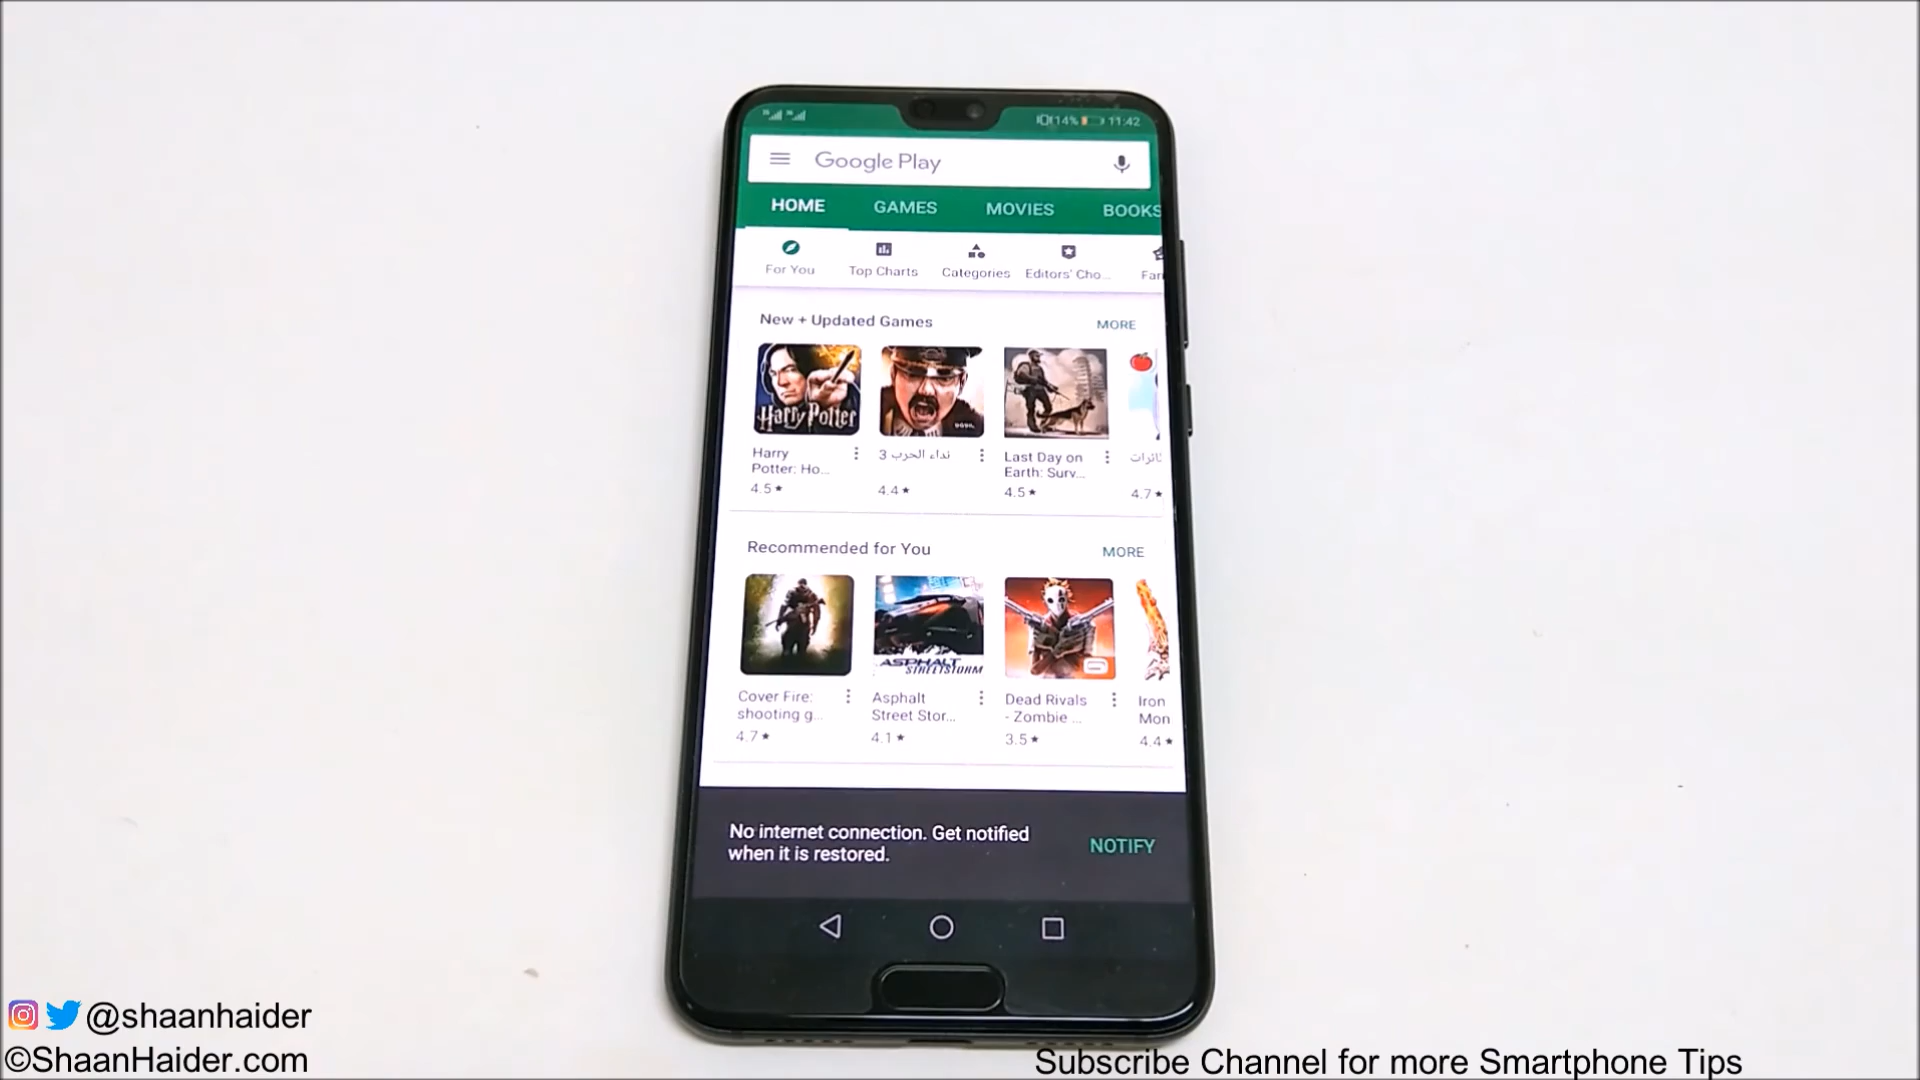 14% 11:42
Google Play
HOME GAMES MOVIES BOOKS
For You Top Charts Categories Editors' Cho... Fam
New + Updated Games MORE
Harry Potter
Harry نداء الحرب 3 Last Day on
Potter: Ho... Earth: Surv...
4.5★ 4.4★ 4.5★ 4.7★
Recommended for You MORE
ASPHALT
STREETSTORM
Cover Fire: Asphalt Dead Rivals Iron
shooting g... Street Stor... - Zombie ... Mon
4.7★ 4.1★ 3.5★ 4.4★
No internet connection. Get notified
when it is restored.
NOTIFY
@shaanhaider
©ShaanHaider.com
Subscribe Channel for more Smartphone Tips